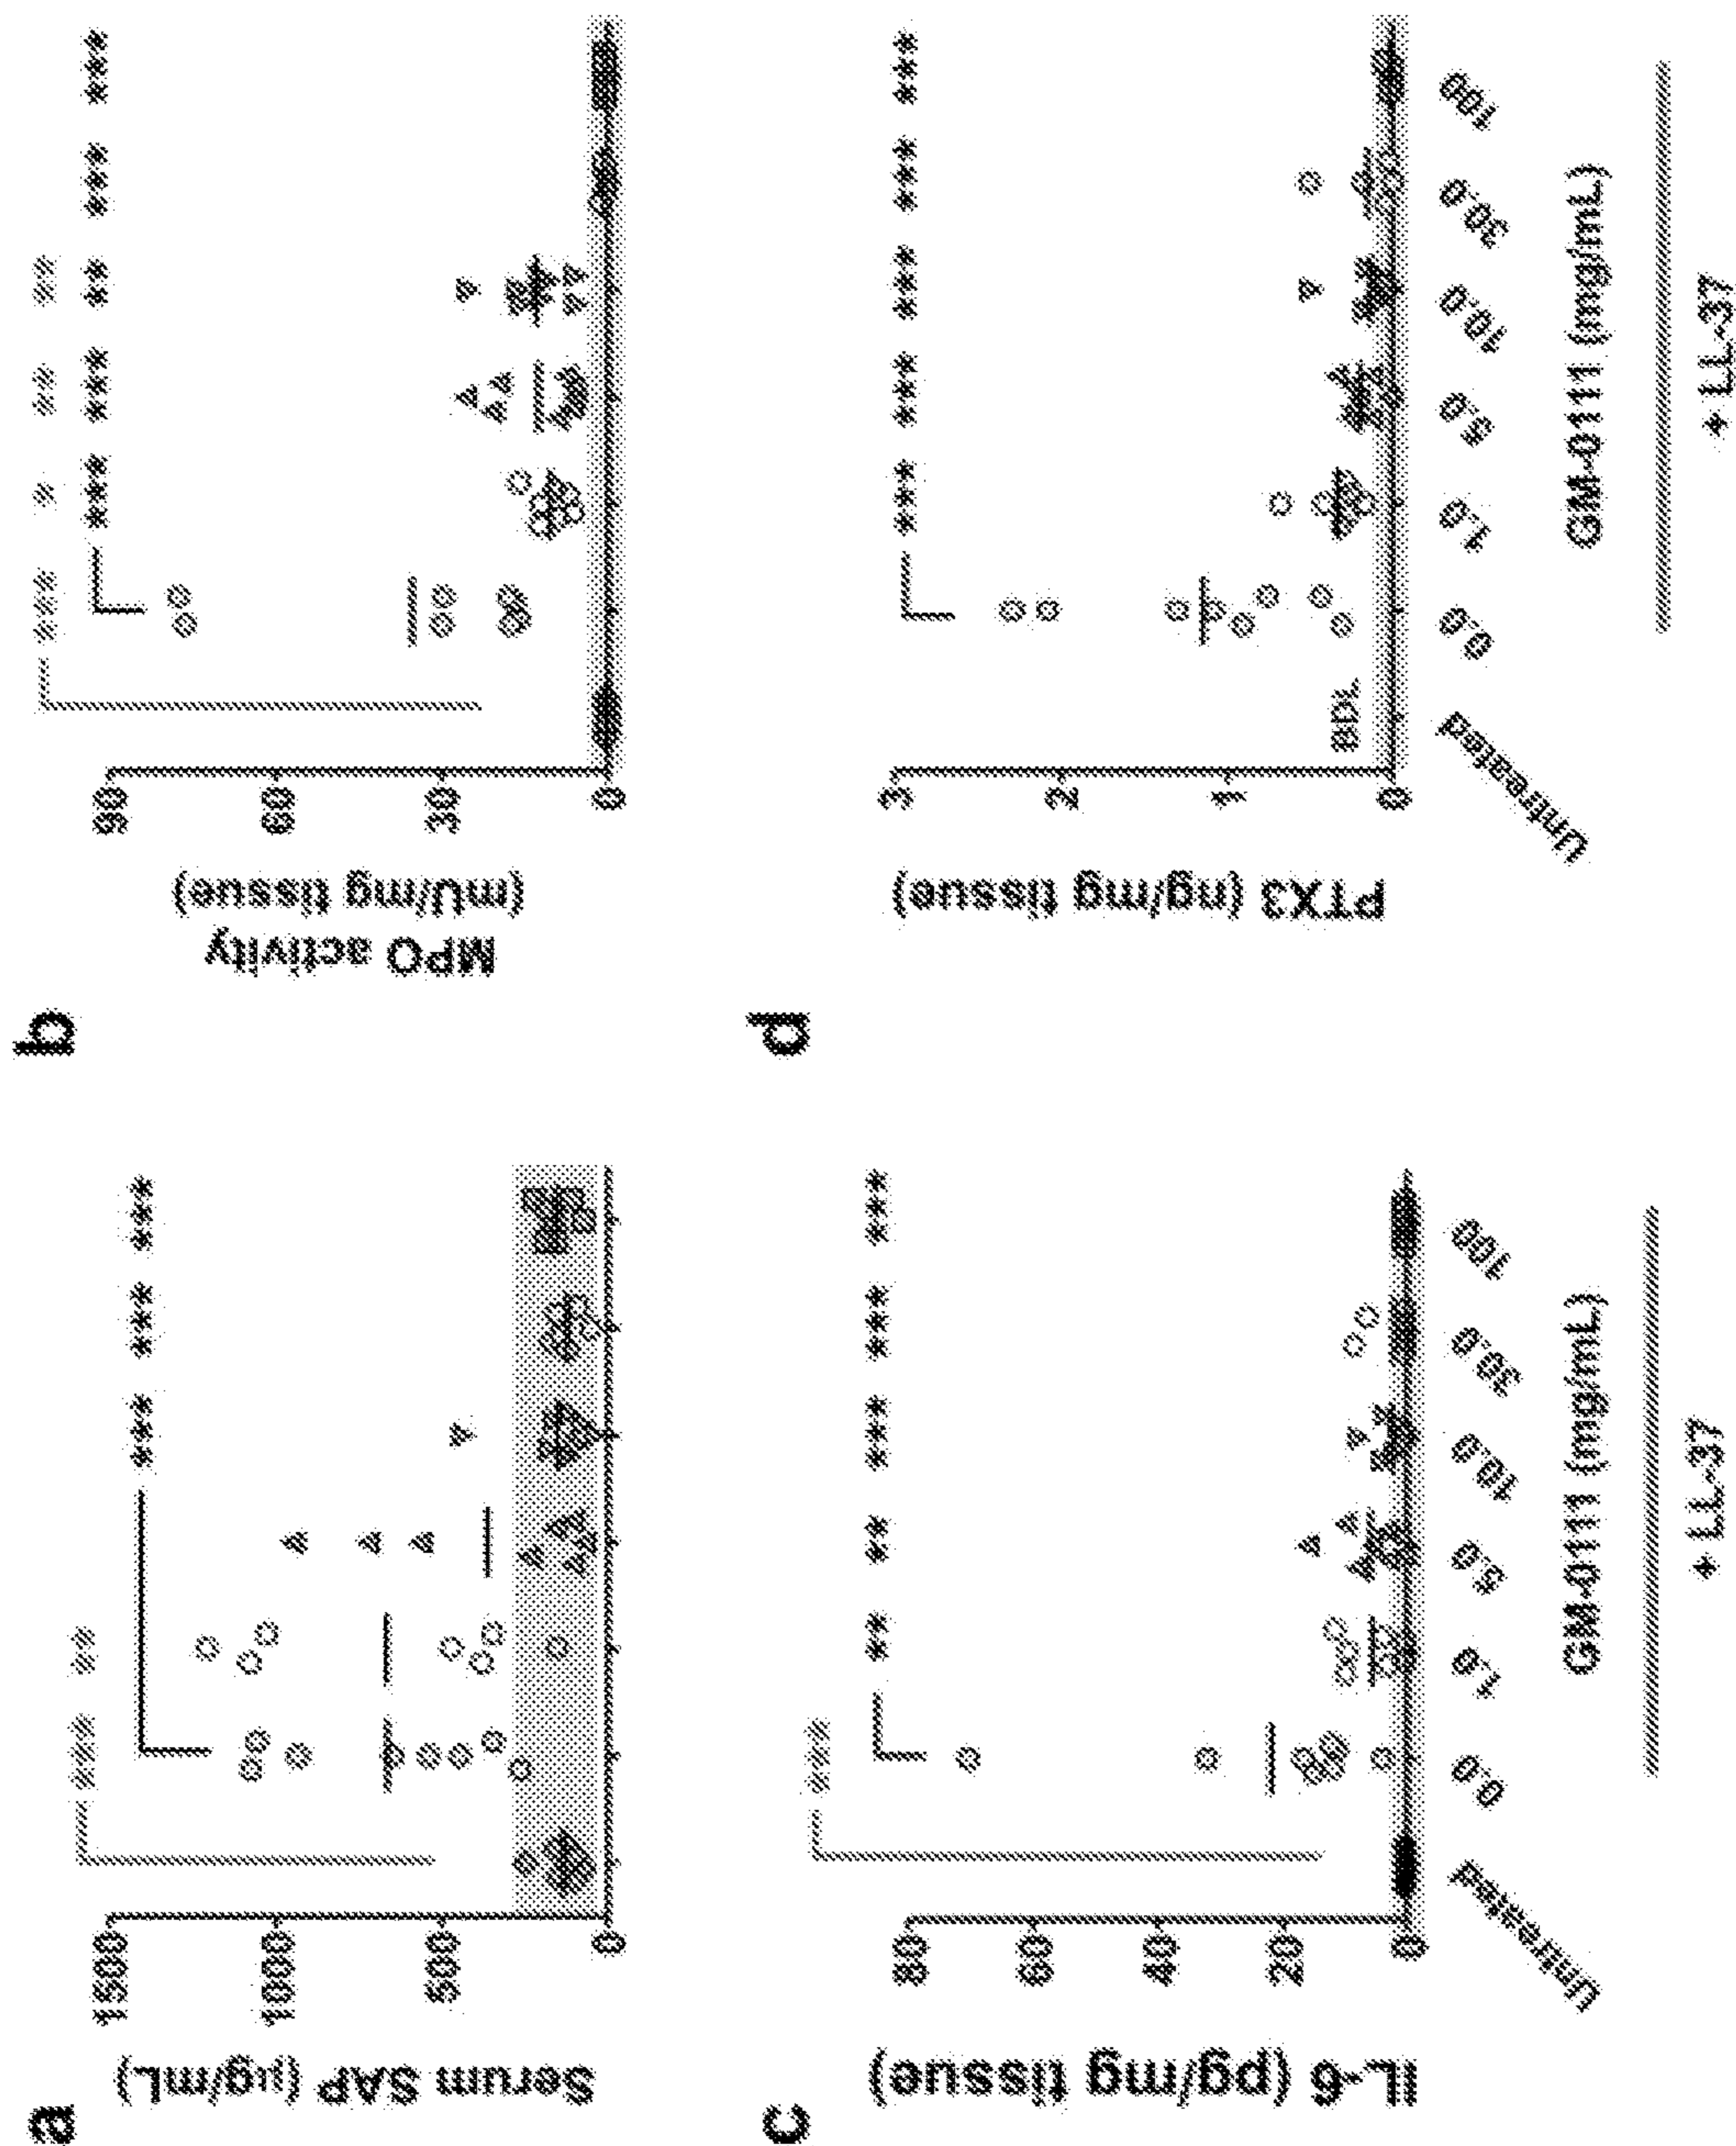 a
Serum SAP (µg/mL)
1500
1000
500
0
### ##
*** *** ***
b
MPO activity
(mU/mg tissue)
90
60
30
0
### # ## ##
*** *** ** *** ***
c
IL-6 (pg/mg tissue)
80
60
40
20
0
###
** ** *** *** ***
Untreated 0.0 1.0 5.0 10.0 30.0 100
GM-0111 (mg/mL)
+ LL-37
d
PTX3 (ng/mg tissue)
3
2
1
0
*** *** *** *** ***
BDL
Untreated 0.0 1.0 5.0 10.0 30.0 100
GM-0111 (mg/mL)
+ LL-37